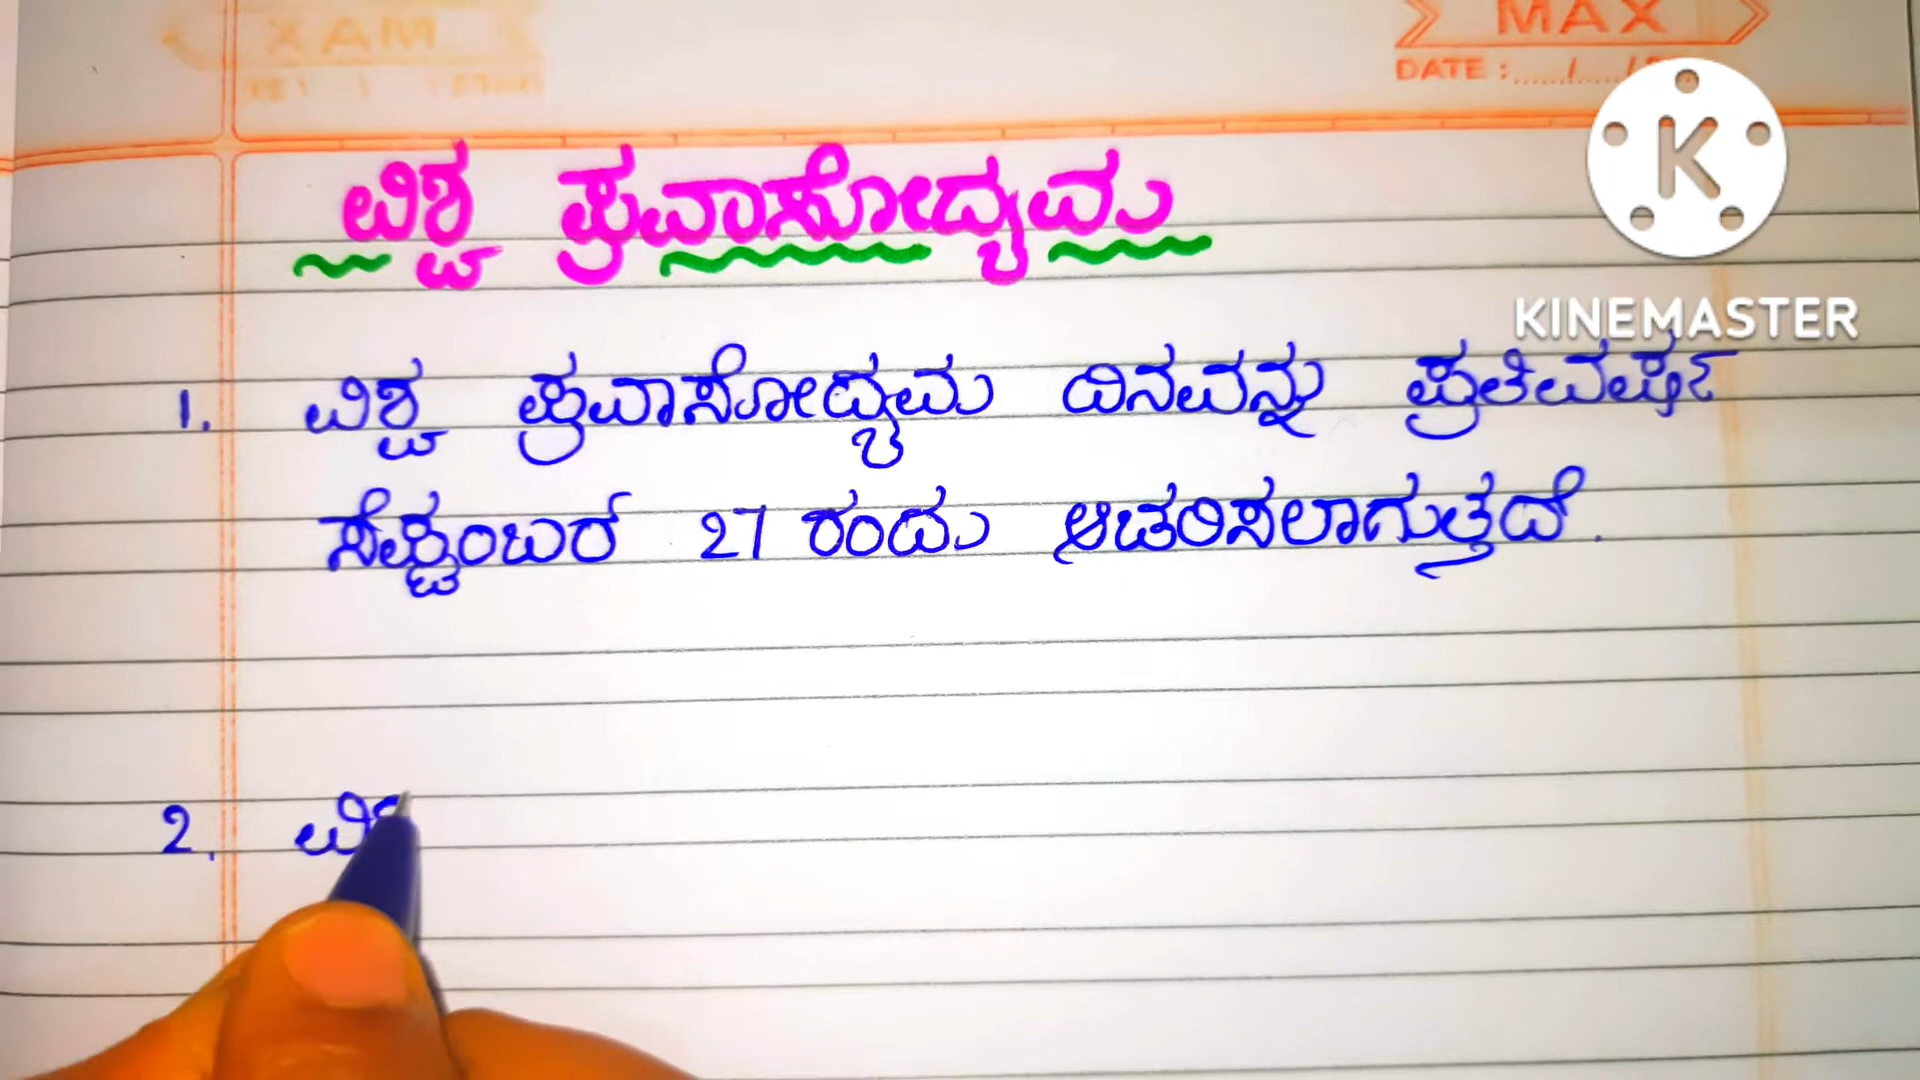 MAX
DATE :
ವಿಶ್ವ ಪ್ರವಾಸೋದ್ಯಮ
KINEMASTER
1. ವಿಶ್ವ ಪ್ರವಾಸೋದ್ಯಮ ದಿನವನ್ನು ಪ್ರತಿವರ್ಷ
ಸೆಪ್ಟಂಬರ್ 27 ರಂದು ಆಚರಿಸಲಾಗುತ್ತದೆ.
2.